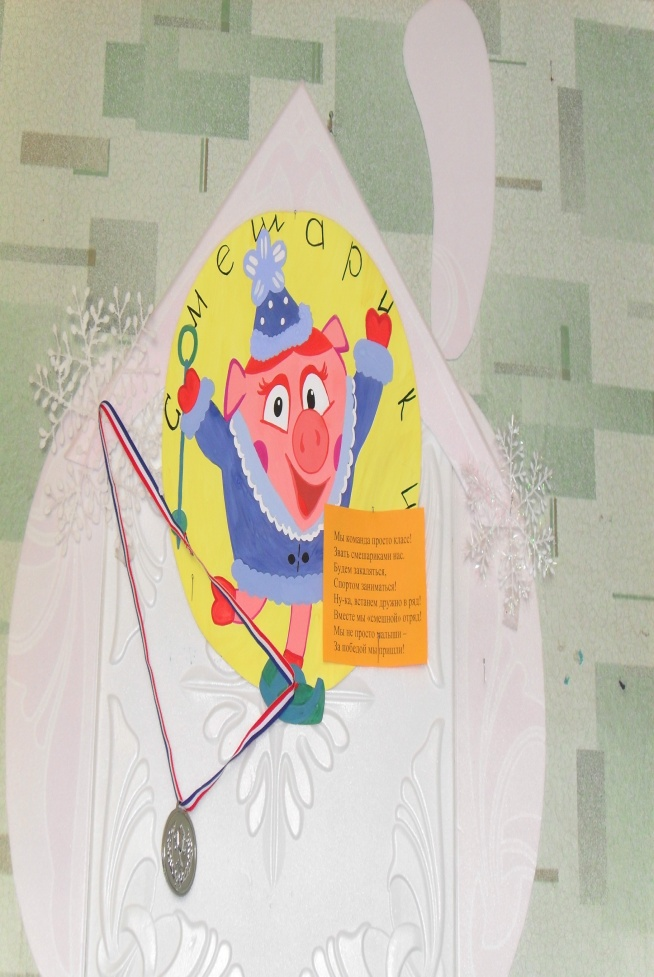 Смешарики
Мы команда просто класс!
Звать смешариками нас.
Будем закаляться,
Спортом заниматься!
Ну-ка, встанем дружно в ряд!
Вместе мы «смешной» отряд!
Мы не просто малыши –
За победой мы пришли!